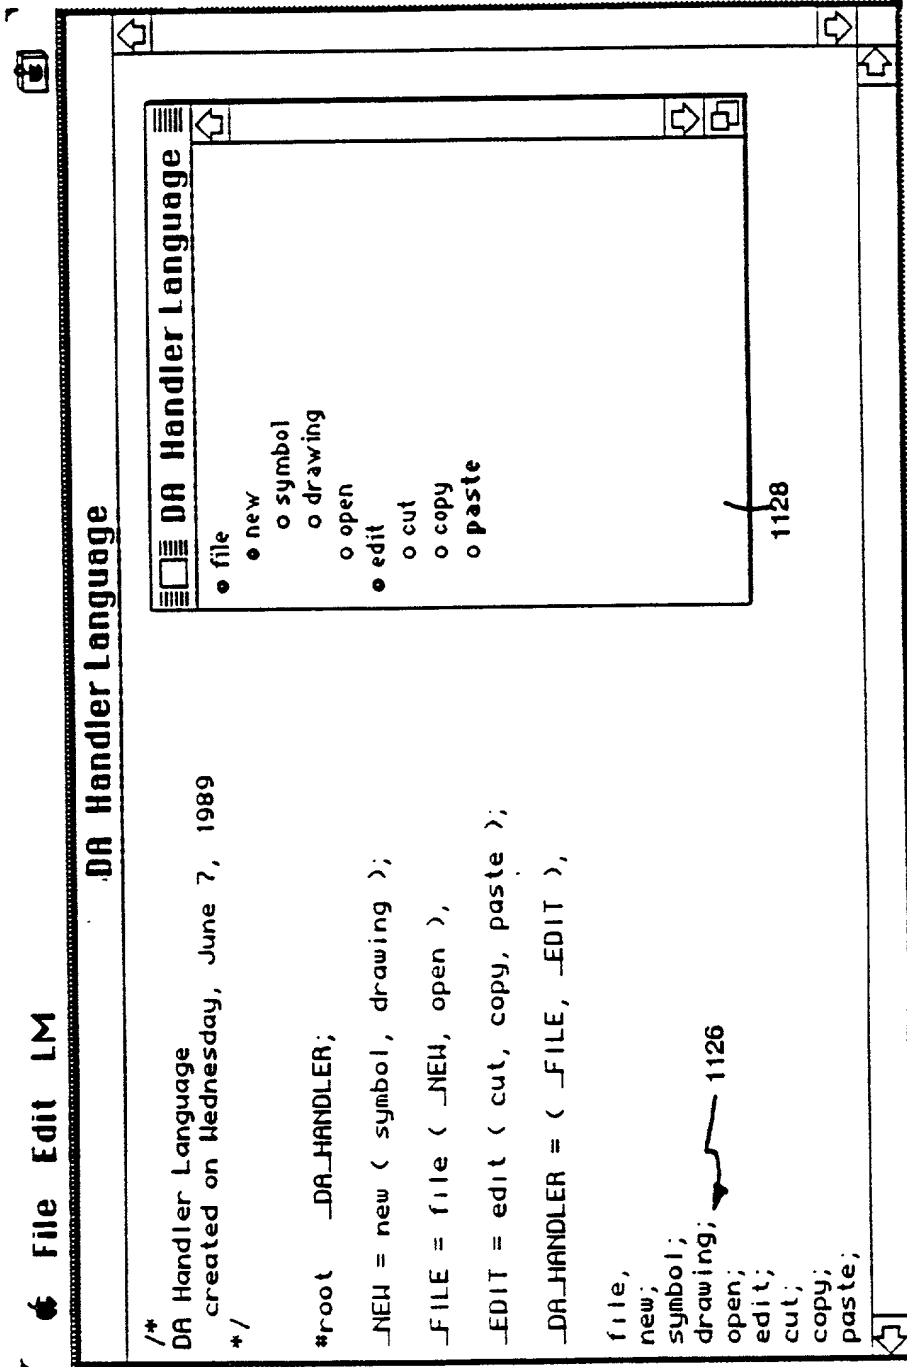 File Edit LM
DA Handler Language
/*
DA Handler Language
created on Wednesday, June 7, 1989
*/
#root _DA_HANDLER;
_NEW = new ( symbol, drawing );
_FILE = file ( _NEW, open ),
_EDIT = edit ( cut, copy, paste );
_DA_HANDLER = ( _FILE, _EDIT ),
file,
new;
symbol;
drawing;
open;
edit;
cut;
copy;
paste;
1126
DA Handler Language
file
new
symbol
drawing
open
edit
cut
copy
paste
1128